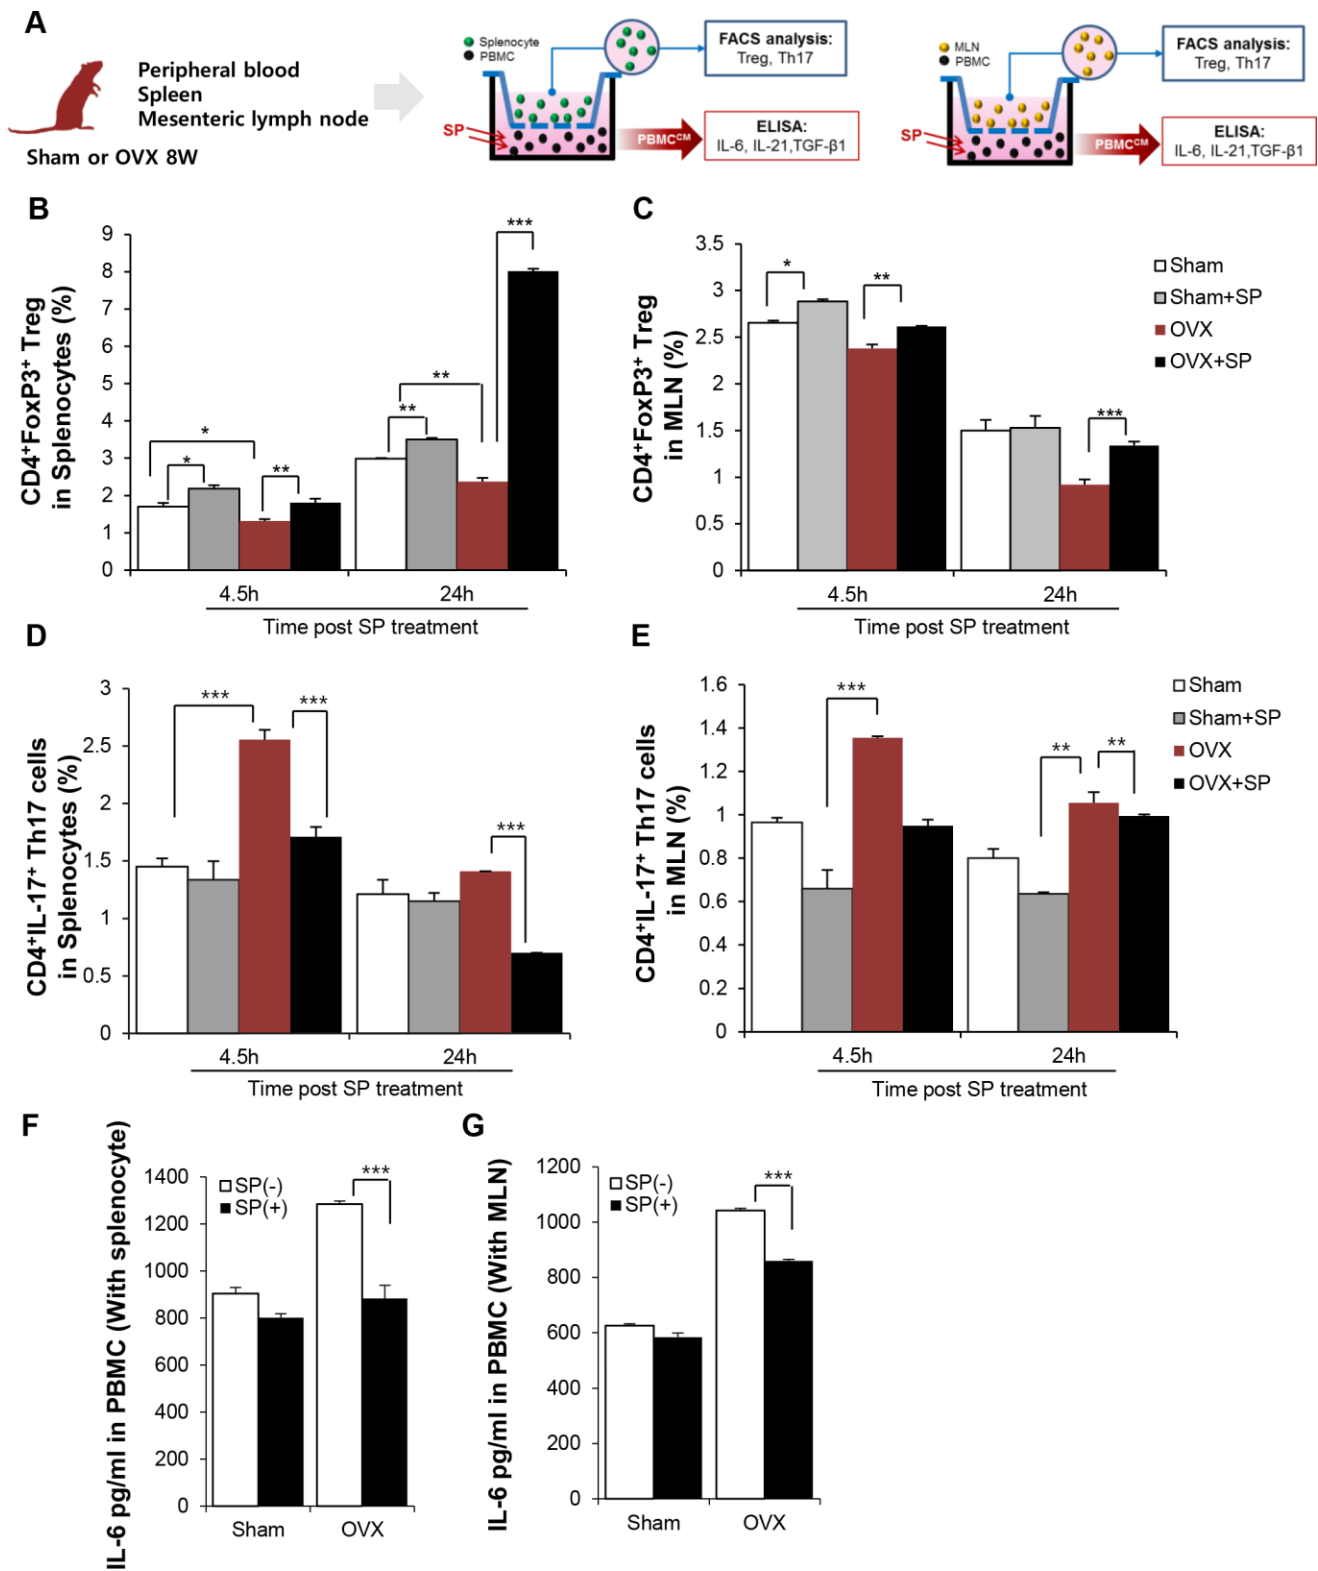 A
Peripheral blood
Spleen
Mesenteric lymph node
Sham or OVX 8W
Splenocyte
PBMC
SP
PBMCᶜᴹ
FACS analysis:
Treg, Th17
ELISA:
IL-6, IL-21,TGF-β1
MLN
PBMC
SP
PBMCᶜᴹ
FACS analysis:
Treg, Th17
ELISA:
IL-6, IL-21,TGF-β1
B
CD4⁺FoxP3⁺ Treg
in Splenocytes (%)
9
8
7
6
5
4
3
2
1
0
*
*
**
**
**
***
4.5h
24h
Time post SP treatment
C
CD4⁺FoxP3⁺ Treg
in MLN (%)
3.5
3
2.5
2
1.5
1
0.5
0
*
**
***
4.5h
24h
Time post SP treatment
Sham
Sham+SP
OVX
OVX+SP
D
CD4⁺IL-17⁺ Th17 cells
in Splenocytes (%)
3
2.5
2
1.5
1
0.5
0
***
***
***
4.5h
24h
Time post SP treatment
E
CD4⁺IL-17⁺ Th17 cells
in MLN (%)
1.6
1.4
1.2
1
0.8
0.6
0.4
0.2
0
***
**
**
4.5h
24h
Time post SP treatment
Sham
Sham+SP
OVX
OVX+SP
F
IL-6 pg/ml in PBMC (With splenocyte)
1400
1200
1000
800
600
400
200
0
SP(-)
SP(+)
***
Sham
OVX
G
IL-6 pg/ml in PBMC (With MLN)
1200
1000
800
600
400
200
0
SP(-)
SP(+)
***
Sham
OVX